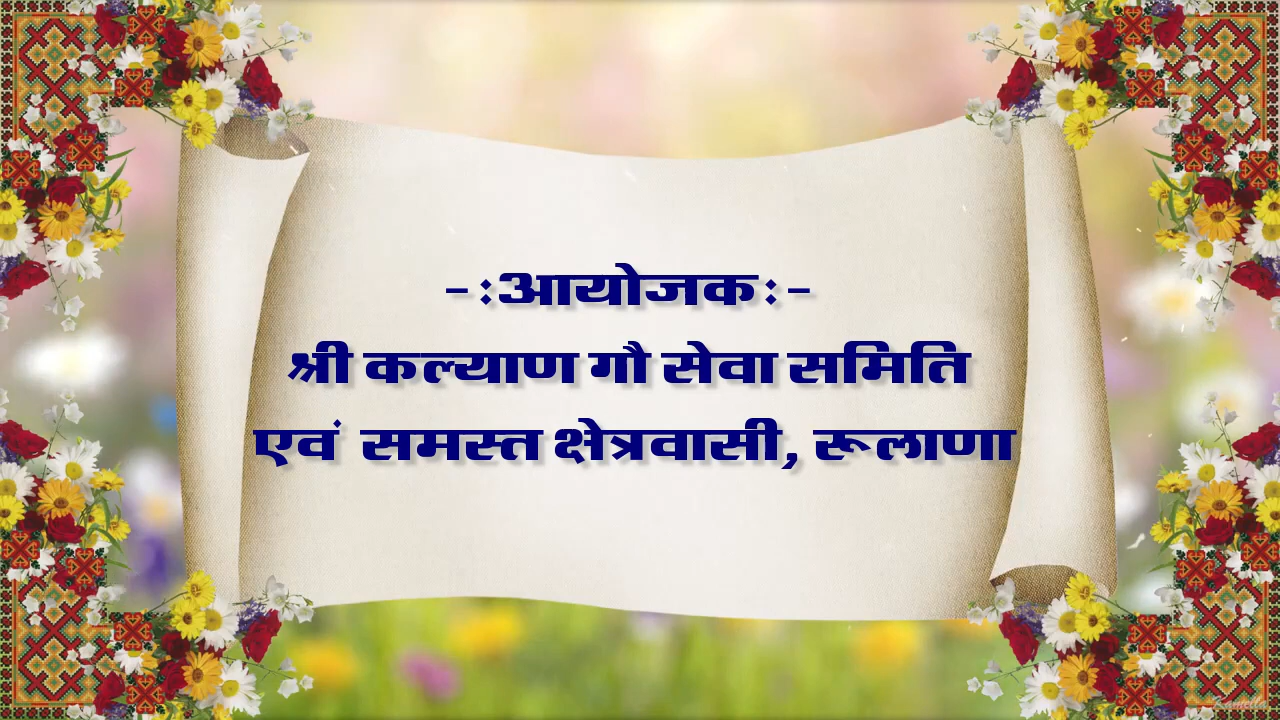 -:आयोजक:-
श्री कल्याण गौ सेवा समिति
एवं समस्त क्षेत्रवासी, रूलाणा